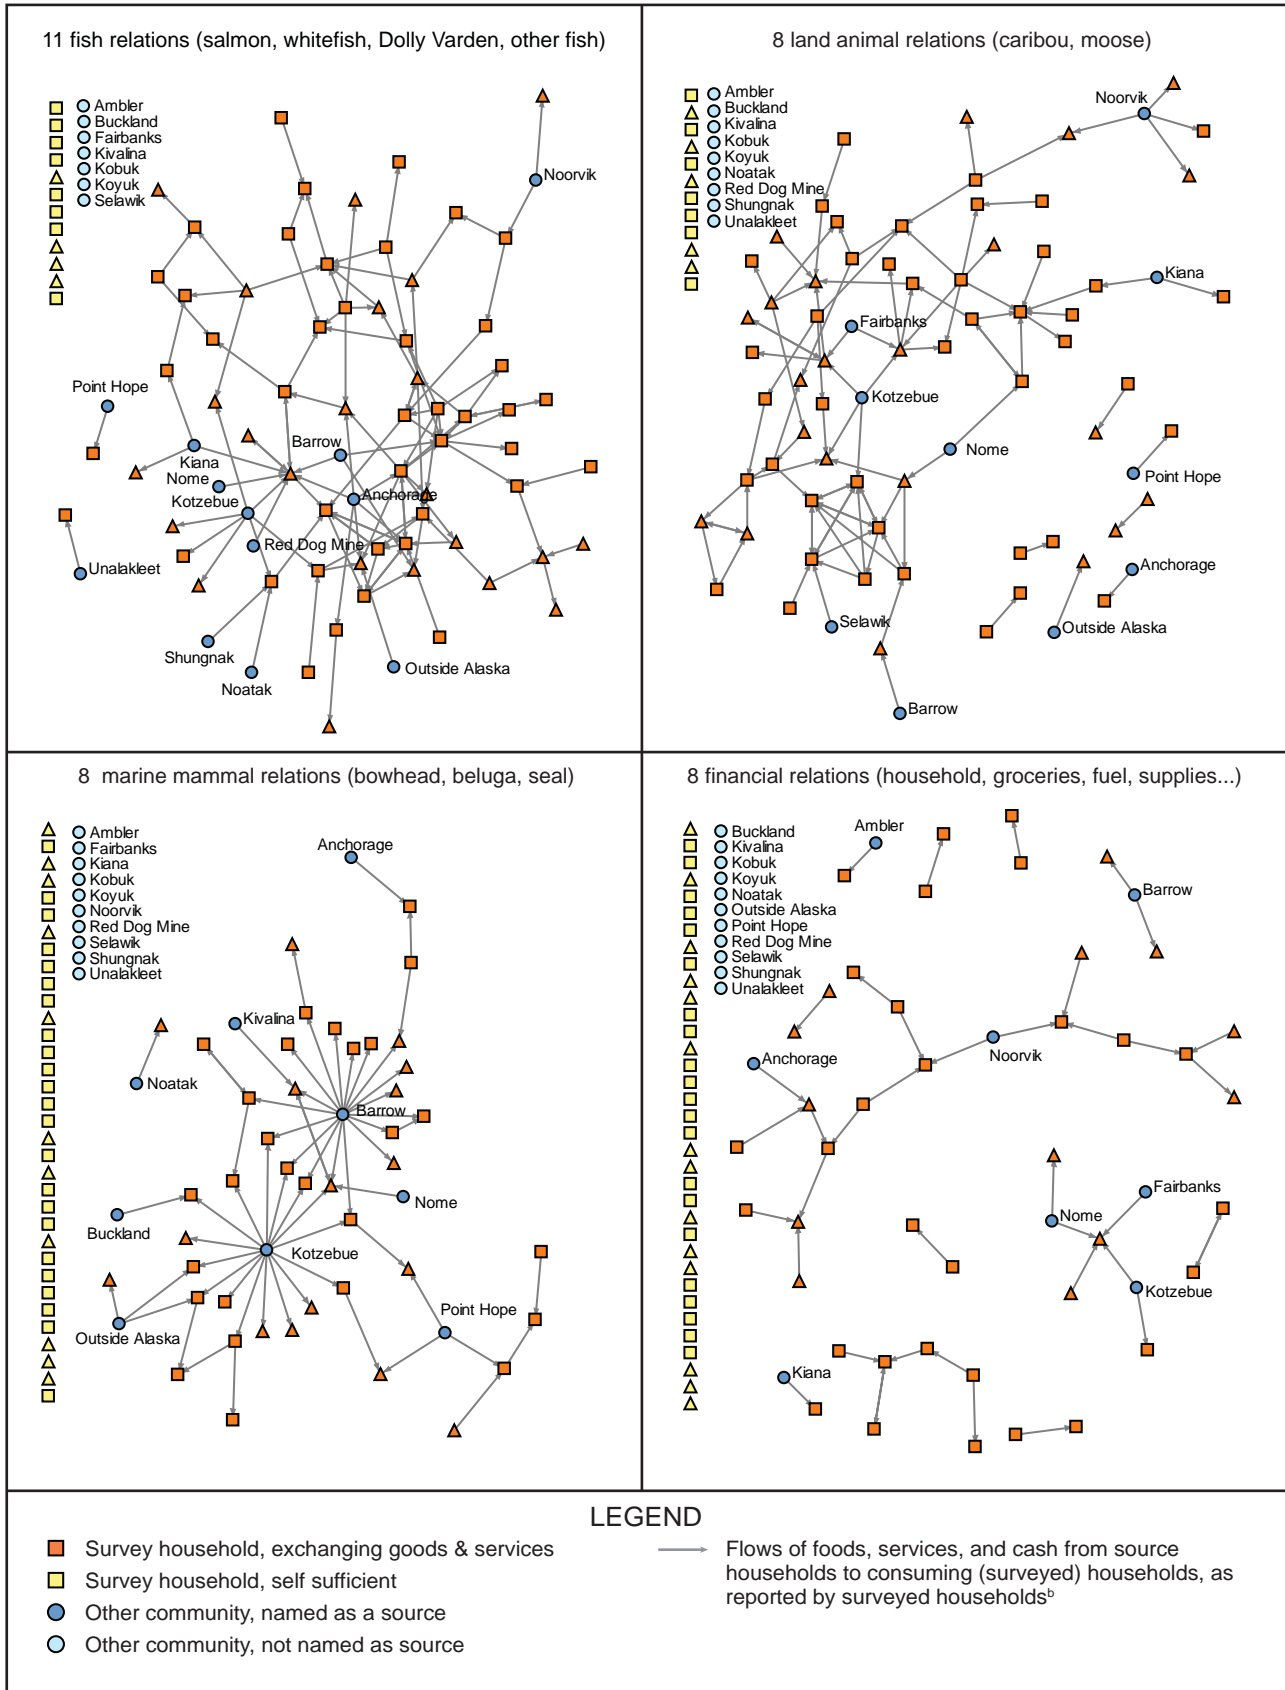 11 fish relations (salmon, whitefish, Dolly Varden, other fish)
Ambler
Buckland
Fairbanks
Kivalina
Kobuk
Koyuk
Selawik
Noorvik
Point Hope
Kiana
Nome
Kotzebue
Barrow
Anchorage
Red Dog Mine
Unalakleet
Shungnak
Noatak
Outside Alaska
8 land animal relations (caribou, moose)
Ambler
Buckland
Kivalina
Kobuk
Koyuk
Noatak
Red Dog Mine
Shungnak
Unalakleet
Noorvik
Kiana
Fairbanks
Kotzebue
Nome
Point Hope
Anchorage
Selawik
Outside Alaska
Barrow
8 marine mammal relations (bowhead, beluga, seal)
Ambler
Fairbanks
Kiana
Kobuk
Koyuk
Noorvik
Red Dog Mine
Selawik
Shungnak
Unalakleet
Anchorage
Kivalina
Noatak
Barrow
Nome
Buckland
Kotzebue
Outside Alaska
Point Hope
8 financial relations (household, groceries, fuel, supplies...)
Buckland
Kivalina
Kobuk
Koyuk
Noatak
Outside Alaska
Point Hope
Red Dog Mine
Selawik
Shungnak
Unalakleet
Ambler
Barrow
Noorvik
Anchorage
Fairbanks
Nome
Kotzebue
Kiana
LEGEND
Survey household, exchanging goods & services
Survey household, self sufficient
Other community, named as a source
Other community, not named as source
Flows of foods, services, and cash from source
households to consuming (surveyed) households, as
reported by surveyed householdsᵇ